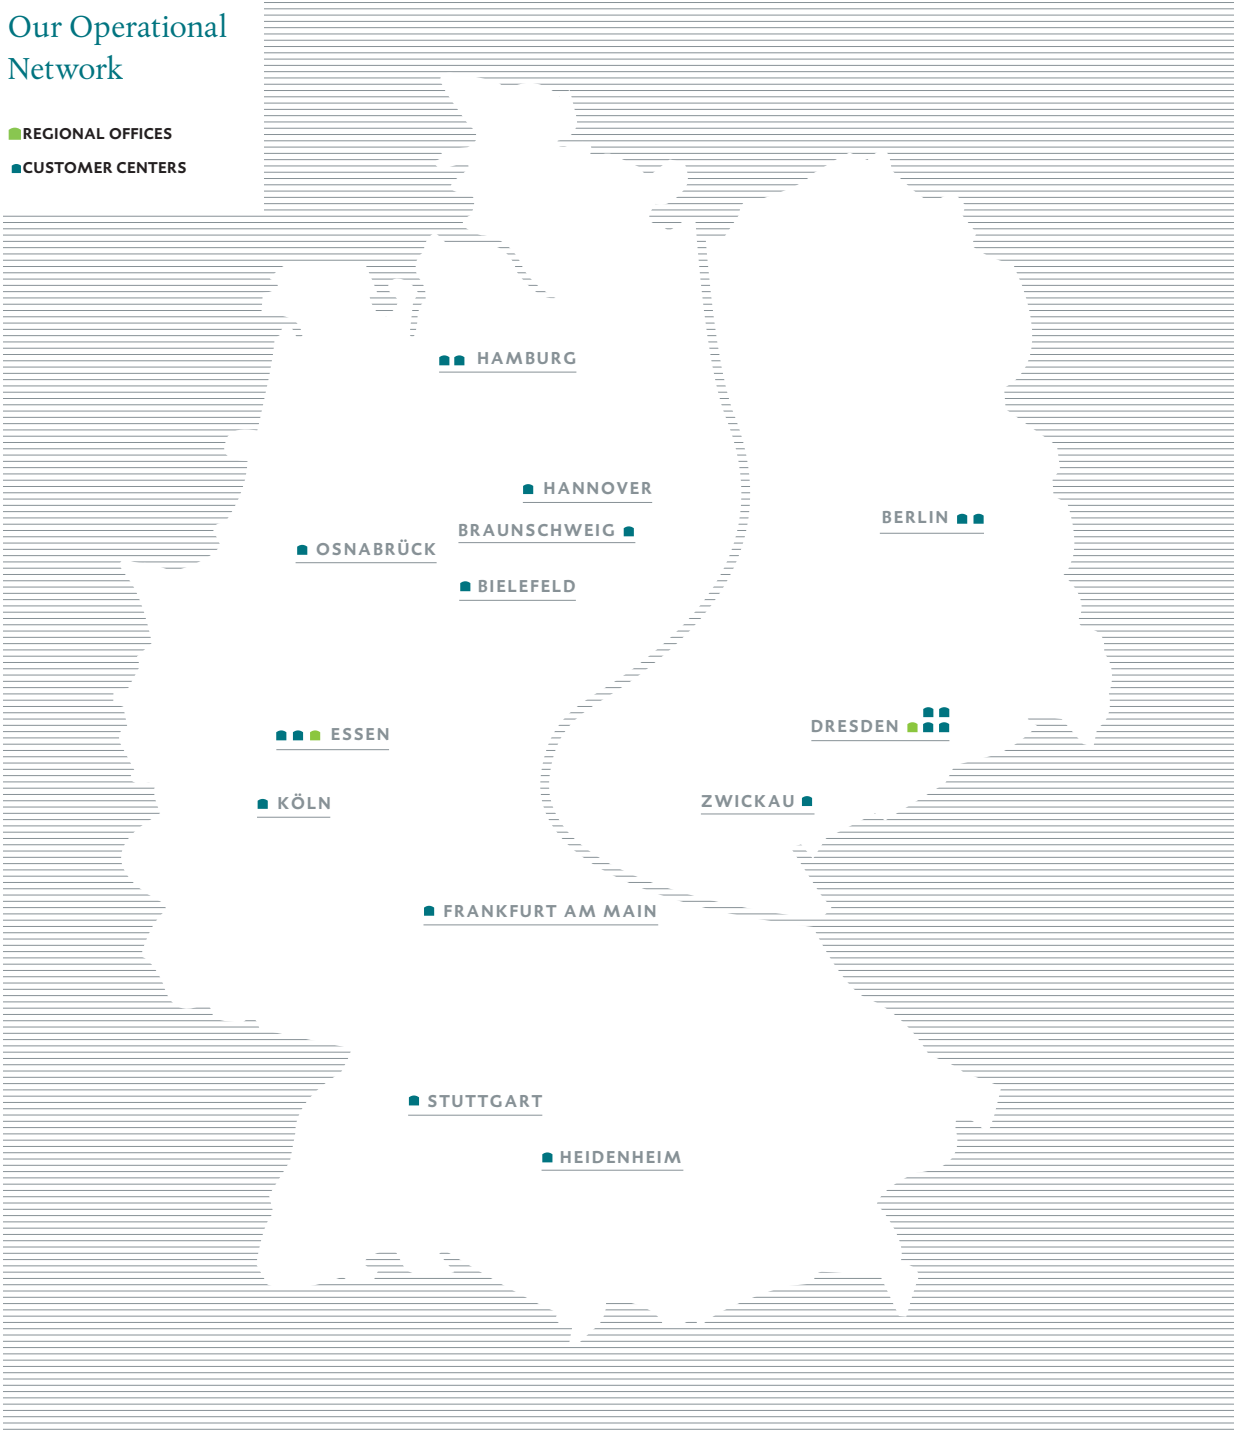 Our Operational
Network
REGIONAL OFFICES
CUSTOMER CENTERS
HAMBURG
HANNOVER
BERLIN
BRAUNSCHWEIG
OSNABRÜCK
BIELEFELD
DRESDEN
ESSEN
ZWICKAU
KÖLN
FRANKFURT AM MAIN
STUTTGART
HEIDENHEIM